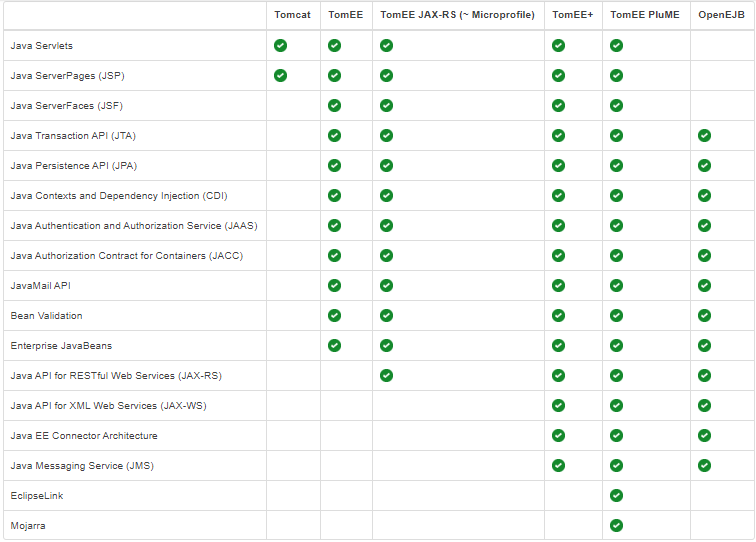 Tomcat TomEE TomEE JAX-RS (~ Microprofile) TomEE+ TomEE PluME OpenEJB
Java Servlets
Java ServerPages (JSP)
Java ServerFaces (JSF)
Java Transaction API (JTA)
Java Persistence API (JPA)
Java Contexts and Dependency Injection (CDI)
Java Authentication and Authorization Service (JAAS)
Java Authorization Contract for Containers (JACC)
JavaMail API
Bean Validation
Enterprise JavaBeans
Java API for RESTful Web Services (JAX-RS)
Java API for XML Web Services (JAX-WS)
Java EE Connector Architecture
Java Messaging Service (JMS)
EclipseLink
Mojarra